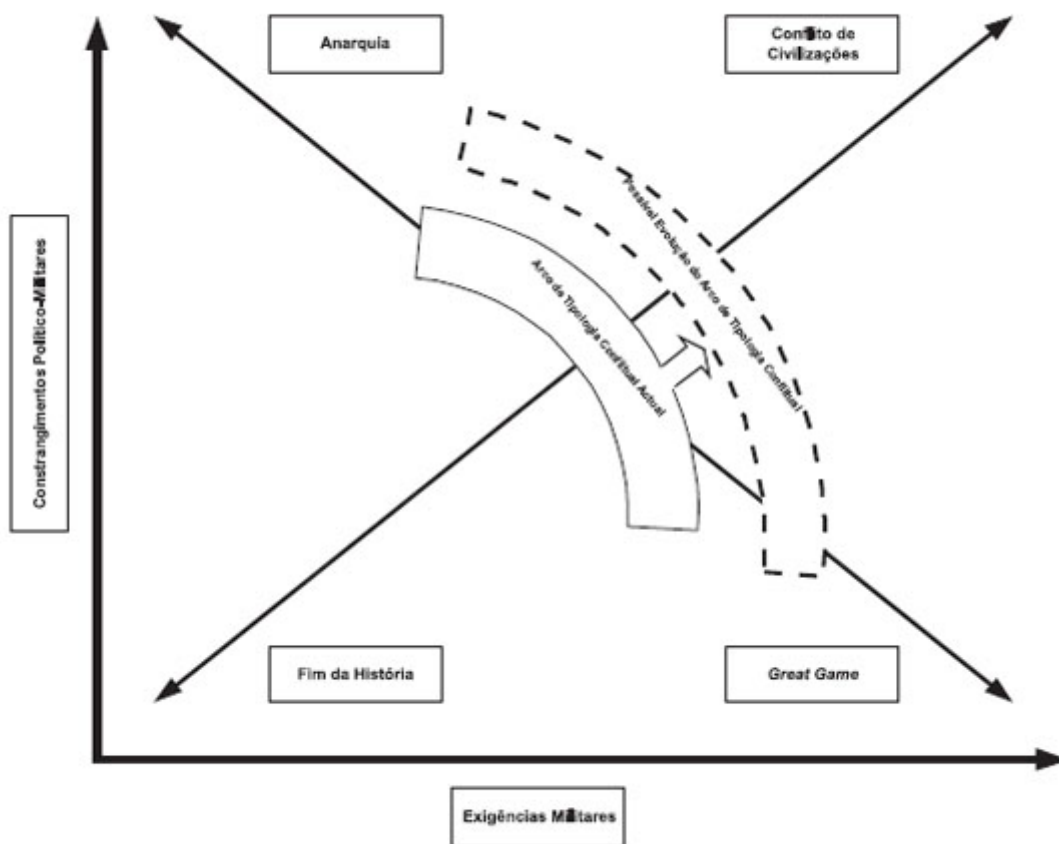 Anarquia
Conflito de
Civilizações
Possível Evolução do Arco de Tipologia Conflitual
Arco de Tipologia Conflitual Actual
Constrangimentos Político-Militares
Fim da História
Great Game
Exigências Militares